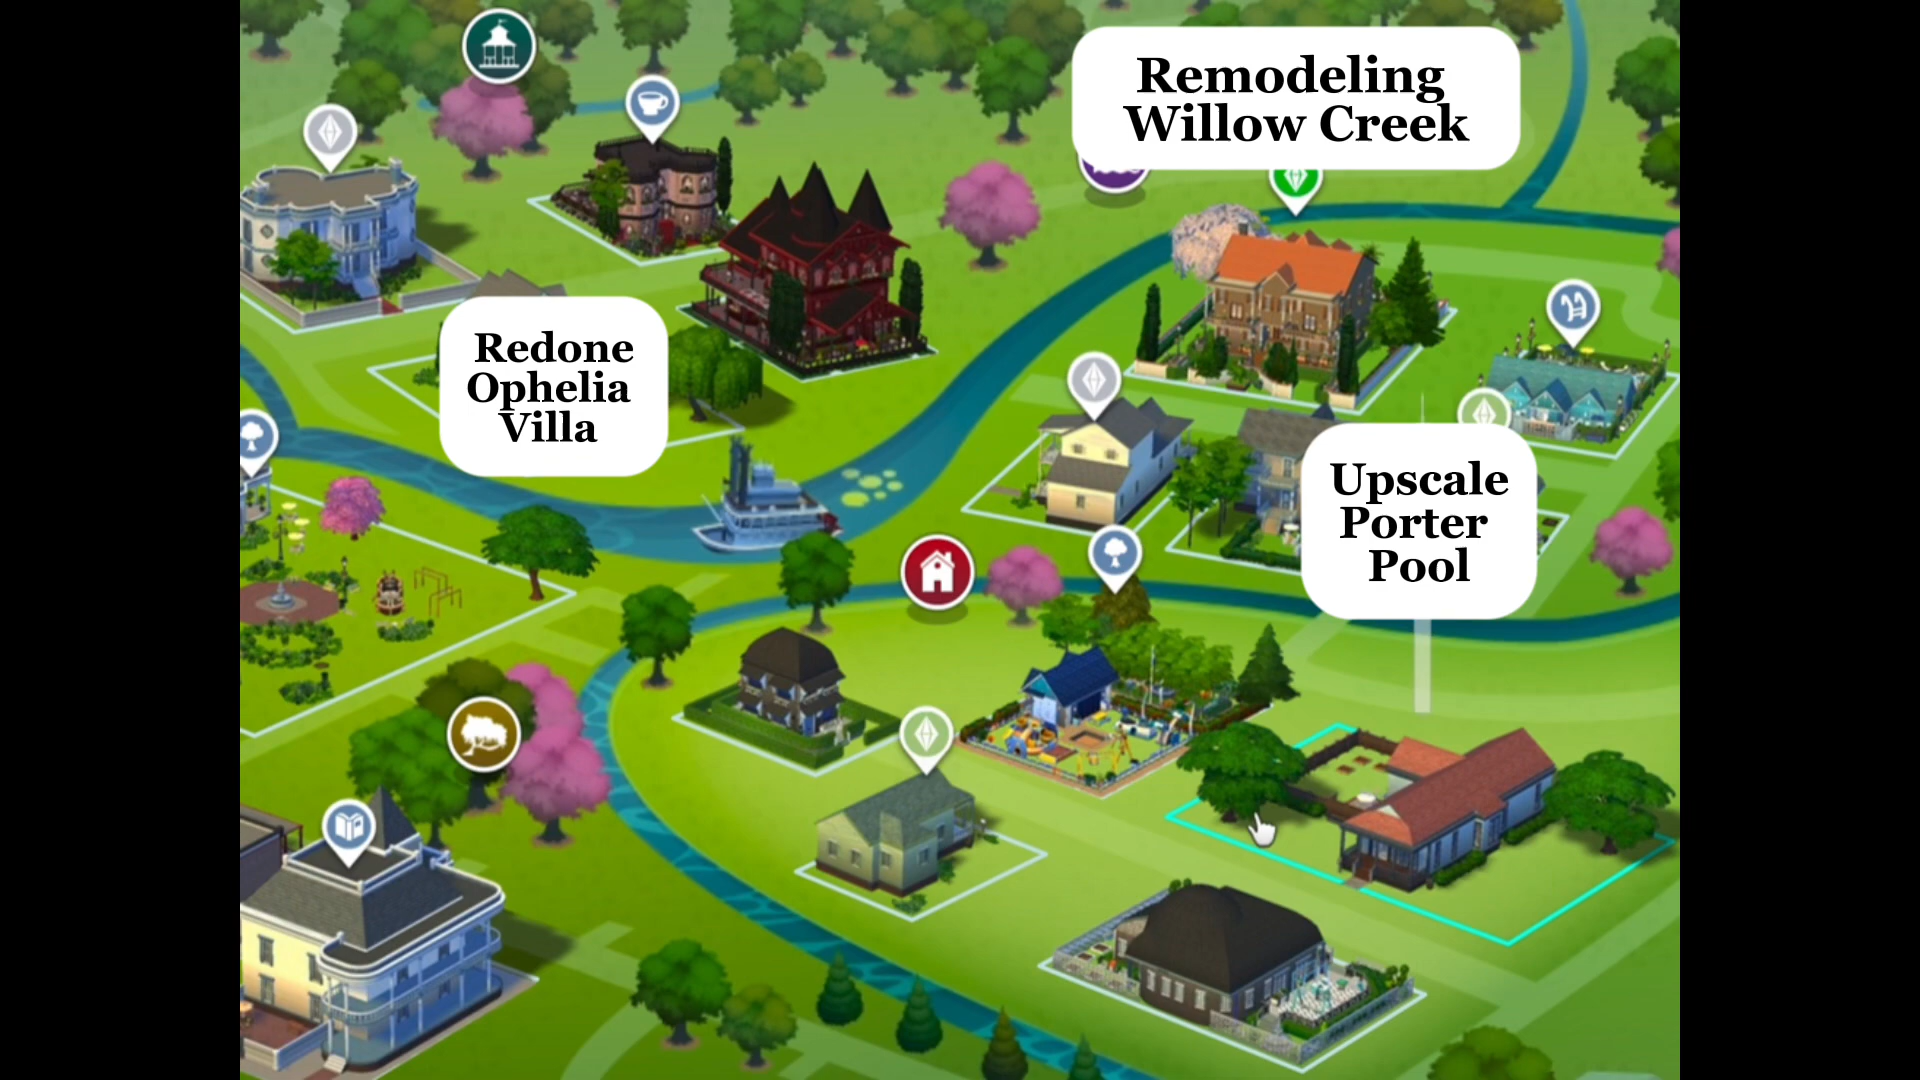 Remodeling
Willow Creek
Redone
Ophelia
Villa
Upscale
Porter
Pool